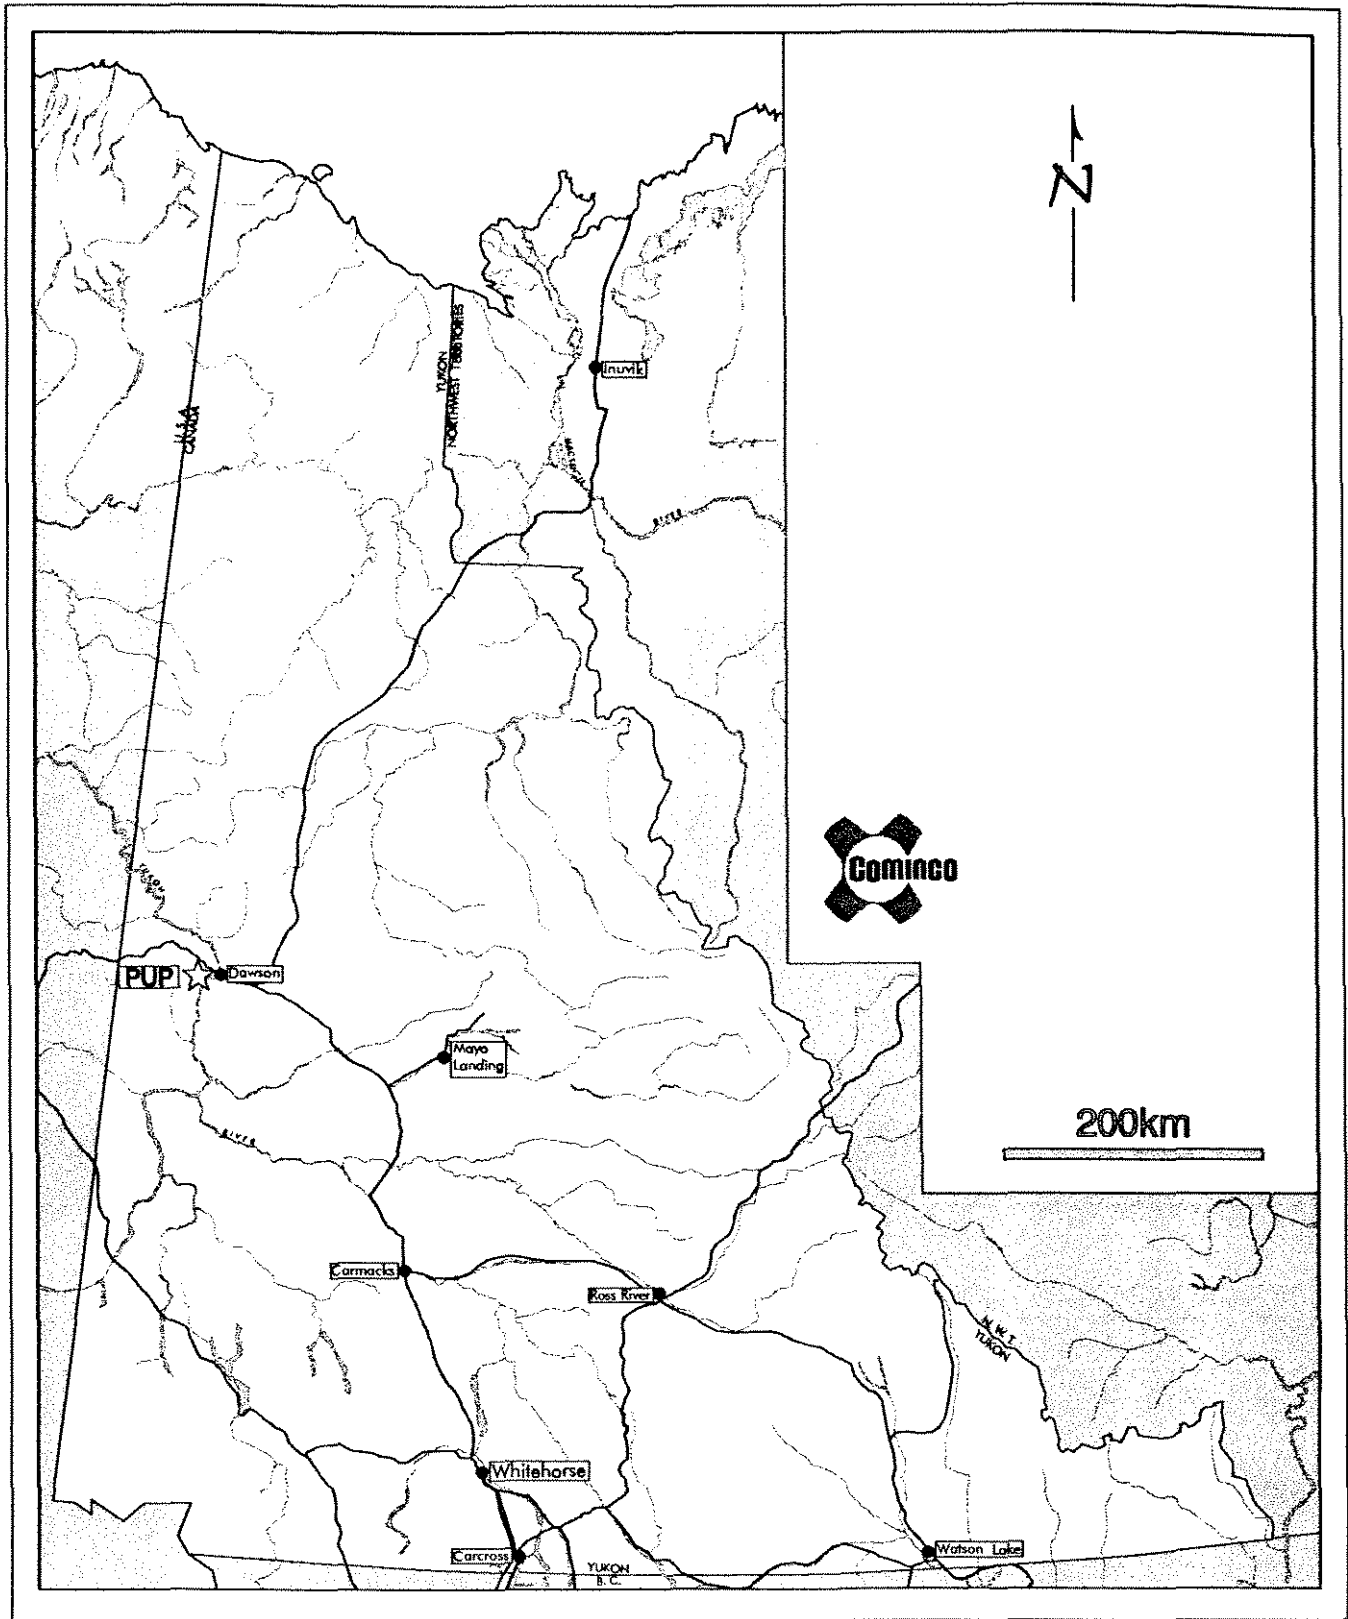 N
Inuvik
YUKON
NORTHWEST TERRITORIES
U. S. A.
CANADA
RIVER
Cominco
YUKON
PUP
Dawson
Mayo
Landing
200km
RIVER
Carmacks
Ross River
N. W. T.
YUKON
Whitehorse
Carcross
Watson Lake
YUKON
B. C.